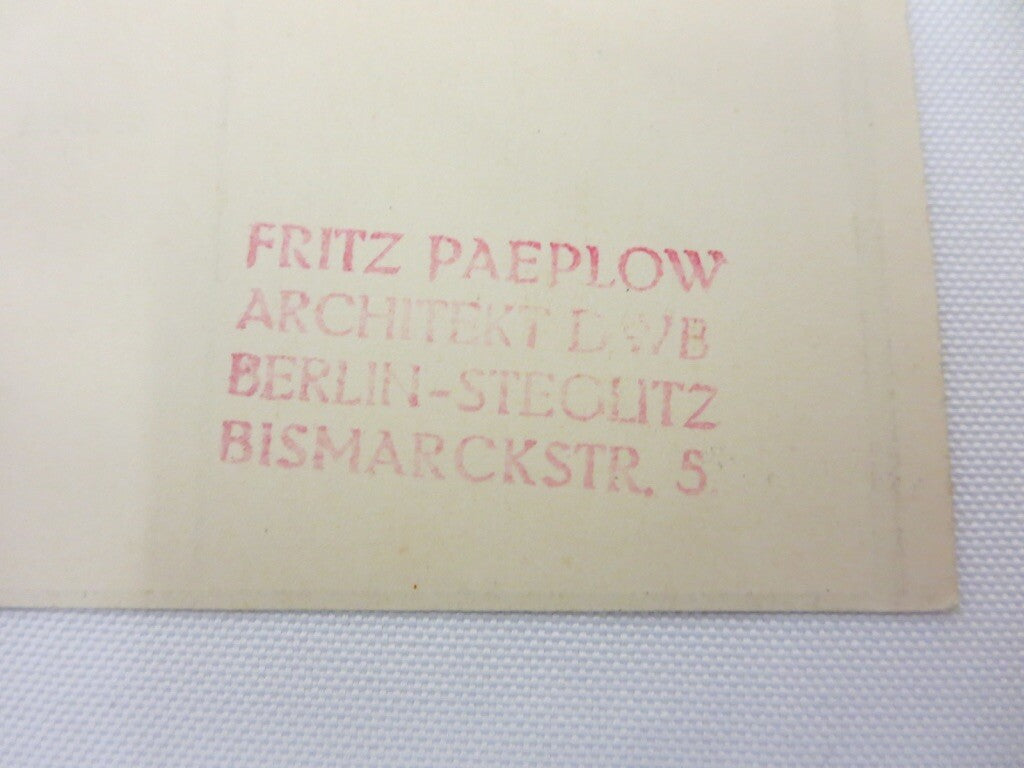 FRITZ PAEPLOW
ARCHITEKT DWB
BERLIN-STEGLITZ
BISMARCKSTR. 5